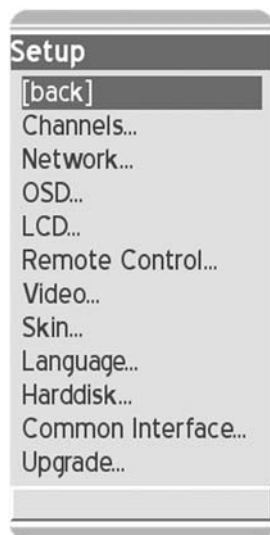 Setup
[back]
Channels...
Network...
OSD...
LCD...
Remote Control...
Video...
Skin...
Language...
Harddisk...
Common Interface...
Upgrade...